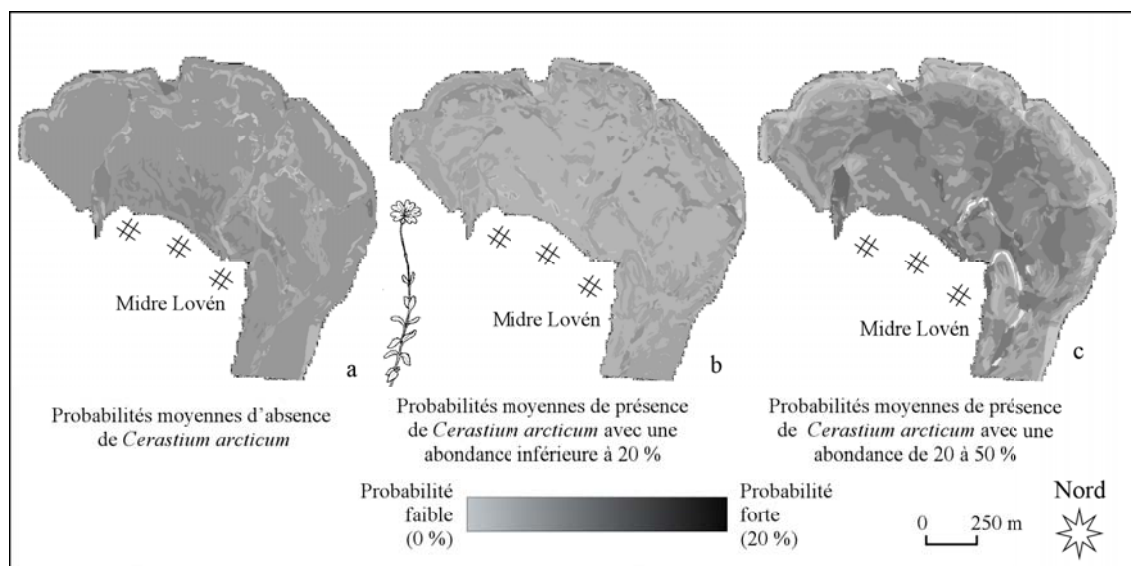 Midre Lovén
a
Probabilités moyennes d'absence
de Cerastium arcticum
Midre Lovén
b
Probabilités moyennes de présence
de Cerastium arcticum avec une
abondance inférieure à 20 %
Midre Lovén
c
Probabilités moyennes de présence
de Cerastium arcticum avec une
abondance de 20 à 50 %
Probabilité
faible
(0 %)
Probabilité
forte
(20 %)
0 250 m
Nord